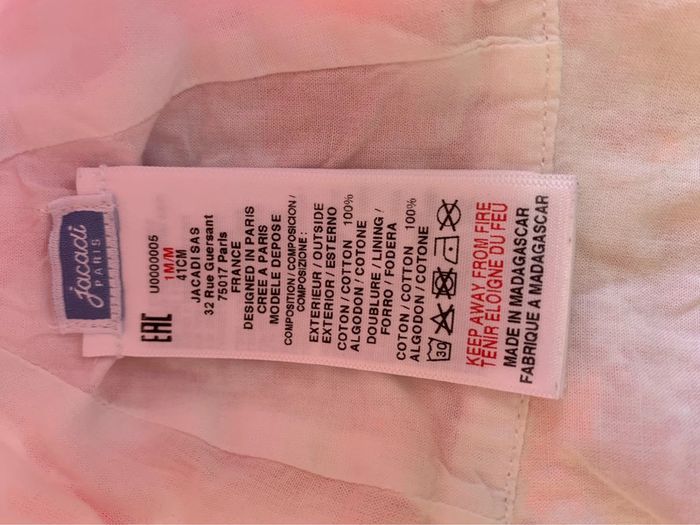 Jacadi
PARIS
EAC
U0000005
1M/M
41CM
JACADI SAS
32 Rue Guersant
75017 Paris
FRANCE
DESIGNED IN PARIS
CREE A PARIS
MODELE DEPOSE
COMPOSITION / COMPOSICION /
COMPOSIZIONE :
EXTERIEUR / OUTSIDE
EXTERIOR / ESTERNO
COTON / COTTON 100%
ALGODON / COTONE
DOUBLURE / LINING /
FORRO / FODERA
COTON / COTTON 100%
ALGODON / COTONE
30
KEEP AWAY FROM FIRE
TENIR ELOIGNE DU FEU
MADE IN MADAGASCAR
FABRIQUE A MADAGASCAR